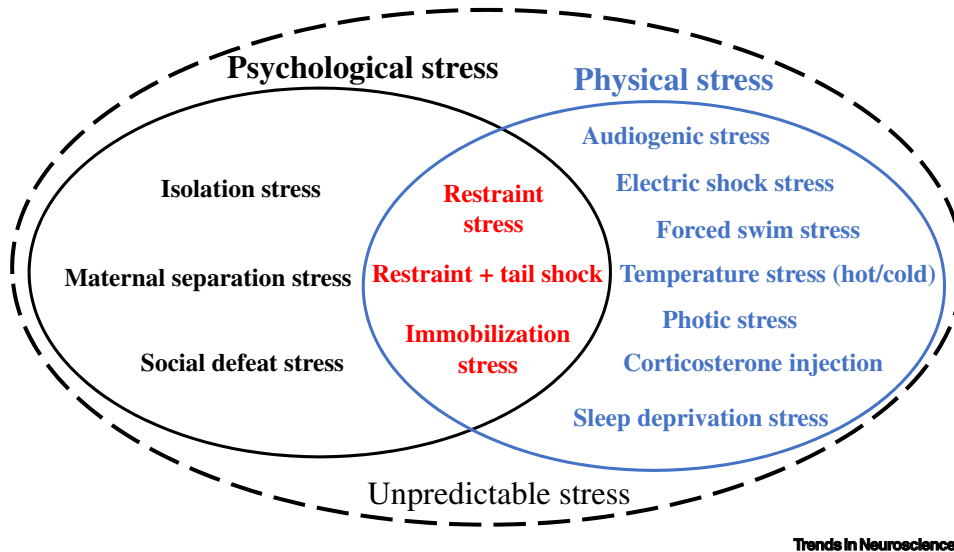 Psychological stress
Physical stress
Isolation stress
Maternal separation stress
Social defeat stress
Restraint
stress
Restraint + tail shock
Immobilization
stress
Audiogenic stress
Electric shock stress
Forced swim stress
Temperature stress (hot/cold)
Photic stress
Corticosterone injection
Sleep deprivation stress
Unpredictable stress
Trends in Neuroscience